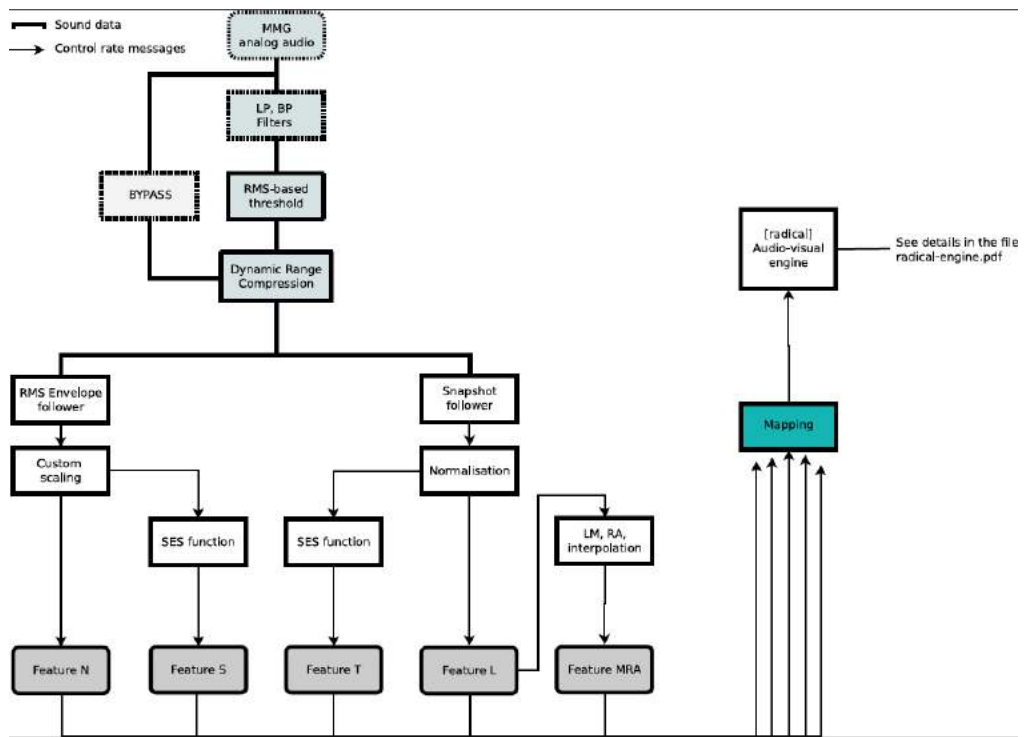 Sound data
Control rate messages
MMG
analog audio
LP, BP
Filters
BYPASS
RMS-based
threshold
Dynamic Range
Compression
[radical]
Audio-visual
engine
See details in the file
radical-engine.pdf
RMS Envelope
follower
Snapshot
follower
Mapping
Custom
scaling
Normalisation
SES function
SES function
LM, RA,
interpolation
Feature N
Feature S
Feature T
Feature L
Feature MRA